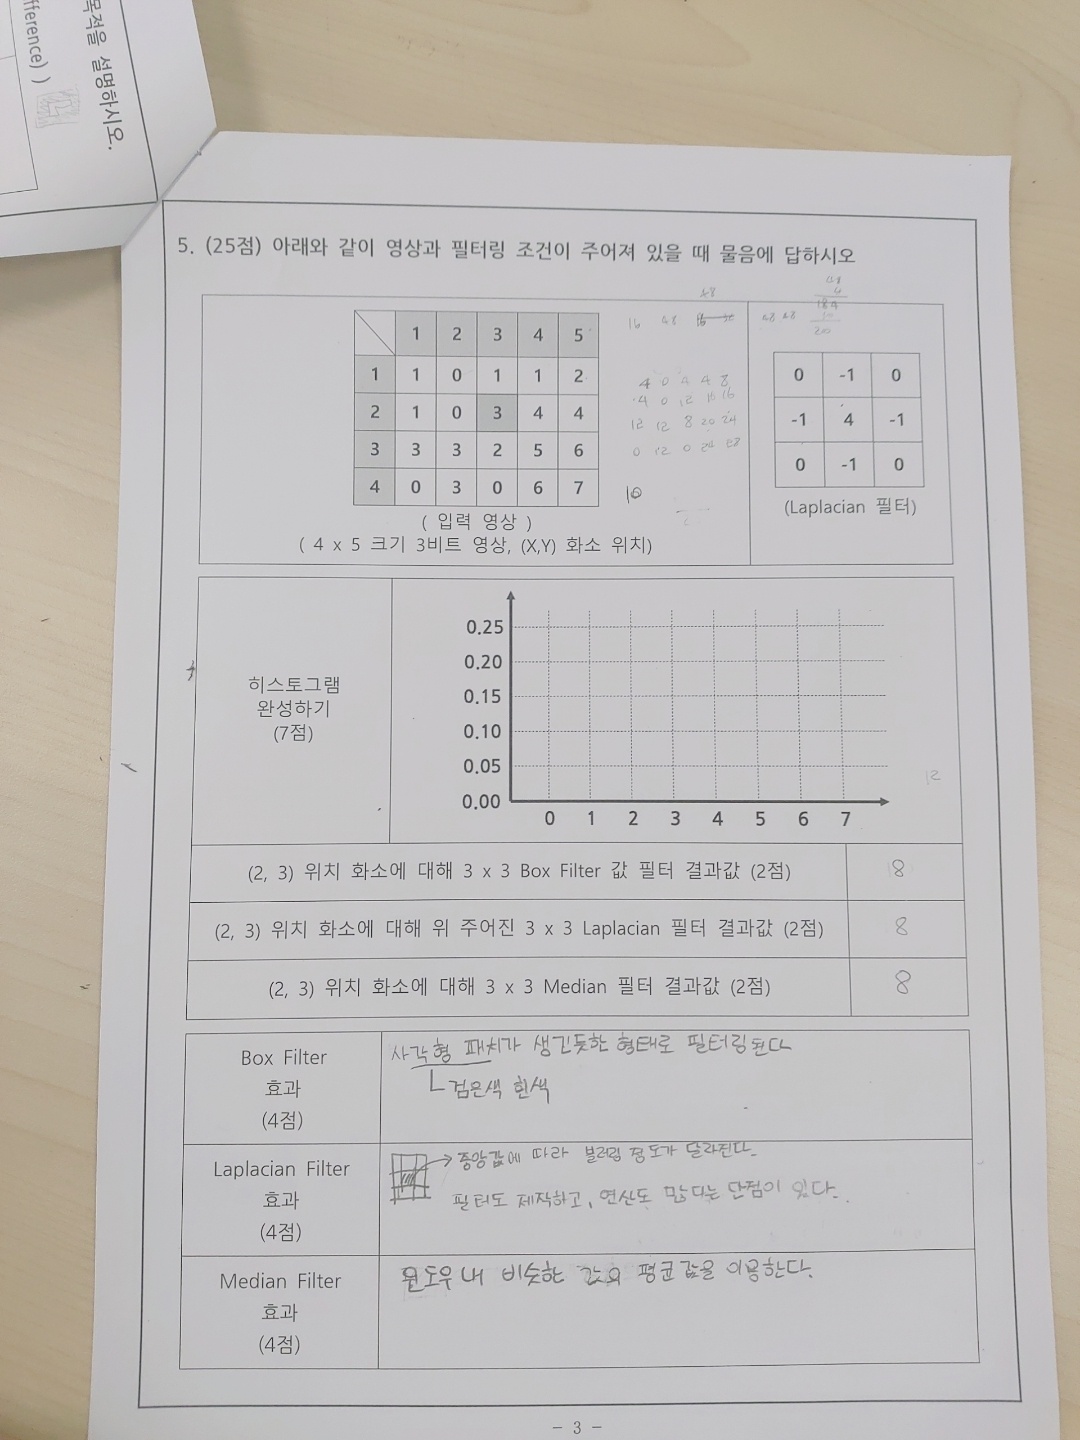 목적을 설명하시오.
fference) )
5. (25점) 아래와 같이 영상과 필터링 조건이 주어져 있을 때 물음에 답하시오
1 2 3 4 5
1 1 0 1 1 2
2 1 0 3 4 4
3 3 3 2 5 6
4 0 3 0 6 7
( 입력 영상 )
( 4 x 5 크기 3비트 영상, (X,Y) 화소 위치)
48
16 48
4 0 4 4 8
4 0 12 16 16
12 12 8 20 24
0 12 0 24 28
10
48 48
48
4
184
10
20
0 -1 0
-1 4 -1
0 -1 0
(Laplacian 필터)
히스토그램
완성하기
(7점)
0.25
0.20
0.15
0.10
0.05
0.00
0 1 2 3 4 5 6 7
12
(2, 3) 위치 화소에 대해 3 x 3 Box Filter 값 필터 결과값 (2점) 8
(2, 3) 위치 화소에 대해 위 주어진 3 x 3 Laplacian 필터 결과값 (2점) 8
(2, 3) 위치 화소에 대해 3 x 3 Median 필터 결과값 (2점) 8
Box Filter
효과
(4점)
사각형 패치가 생긴듯한 형태로 필터링된다
검은색 흰색
Laplacian Filter
효과
(4점)
중앙값에 따라 블러링 정도가 달라진다.
필터도 제작하고, 연산도 많다는 단점이 있다.
Median Filter
효과
(4점)
윈도우 내 비슷한 값의 평균값을 이용한다.
- 3 -